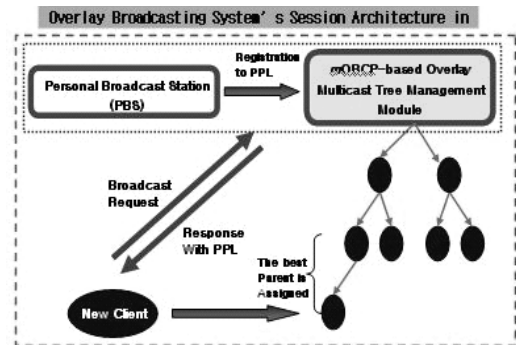 Overlay Broadcasting System's Session Architecture in
Registration
to PPL
Personal Broadcast Station
(PBS)
mORCP-based Overlay
Multicast Tree Management
Module
Broadcast
Request
Response
With PPL
The best
Parent is
Assigned
New Client